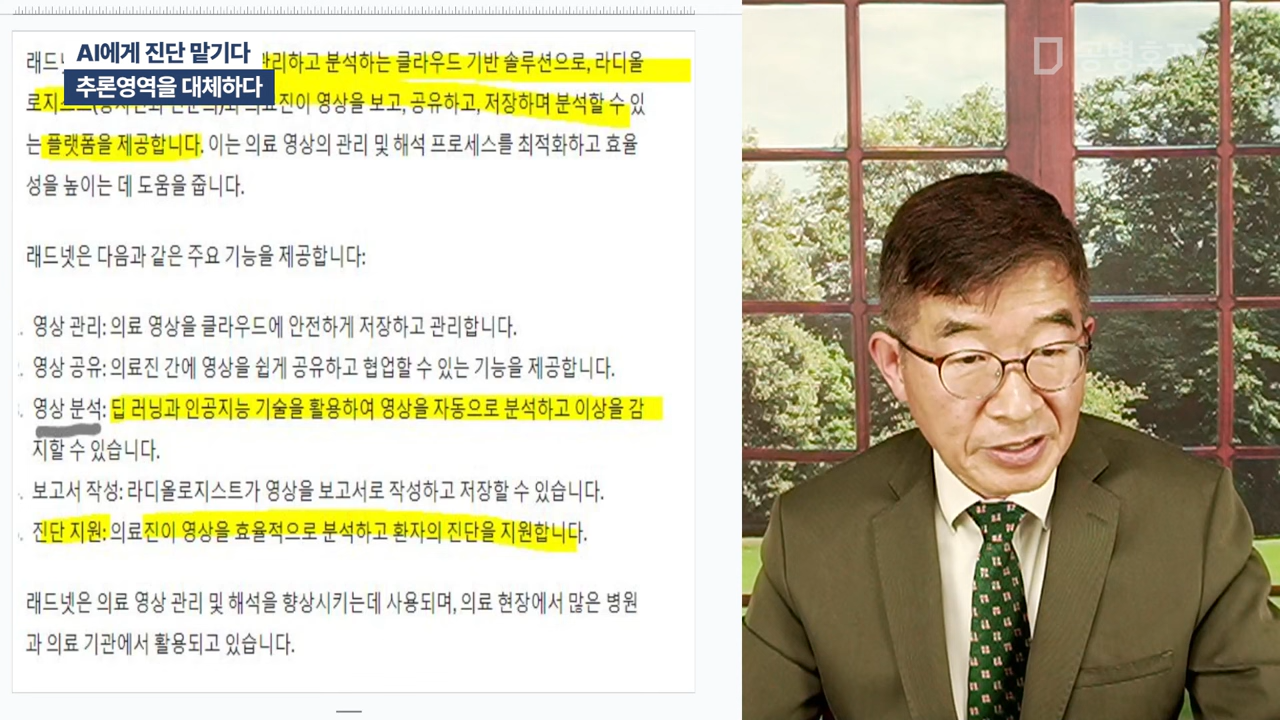 AI에게 진단 맡기다
추론영역을 대체하다
래드 관리하고 분석하는 클라우드 기반 솔루션으로, 라디올
의료진이 영상을 보고, 공유하고, 저장하며 분석할 수 있
는 플랫폼을 제공합니다. 이는 의료 영상의 관리 및 해석 프로세스를 최적화하고 효율
성을 높이는 데 도움을 줍니다.
래드넷은 다음과 같은 주요 기능을 제공합니다:
영상 관리: 의료 영상을 클라우드에 안전하게 저장하고 관리합니다.
영상 공유: 의료진 간에 영상을 쉽게 공유하고 협업할 수 있는 기능을 제공합니다.
영상 분석: 딥 러닝과 인공지능 기술을 활용하여 영상을 자동으로 분석하고 이상을 감
지할 수 있습니다.
보고서 작성: 라디올로지스트가 영상을 보고서로 작성하고 저장할 수 있습니다.
진단 지원: 의료진이 영상을 효율적으로 분석하고 환자의 진단을 지원합니다.
래드넷은 의료 영상 관리 및 해석을 향상시키는데 사용되며, 의료 현장에서 많은 병원
과 의료 기관에서 활용되고 있습니다.